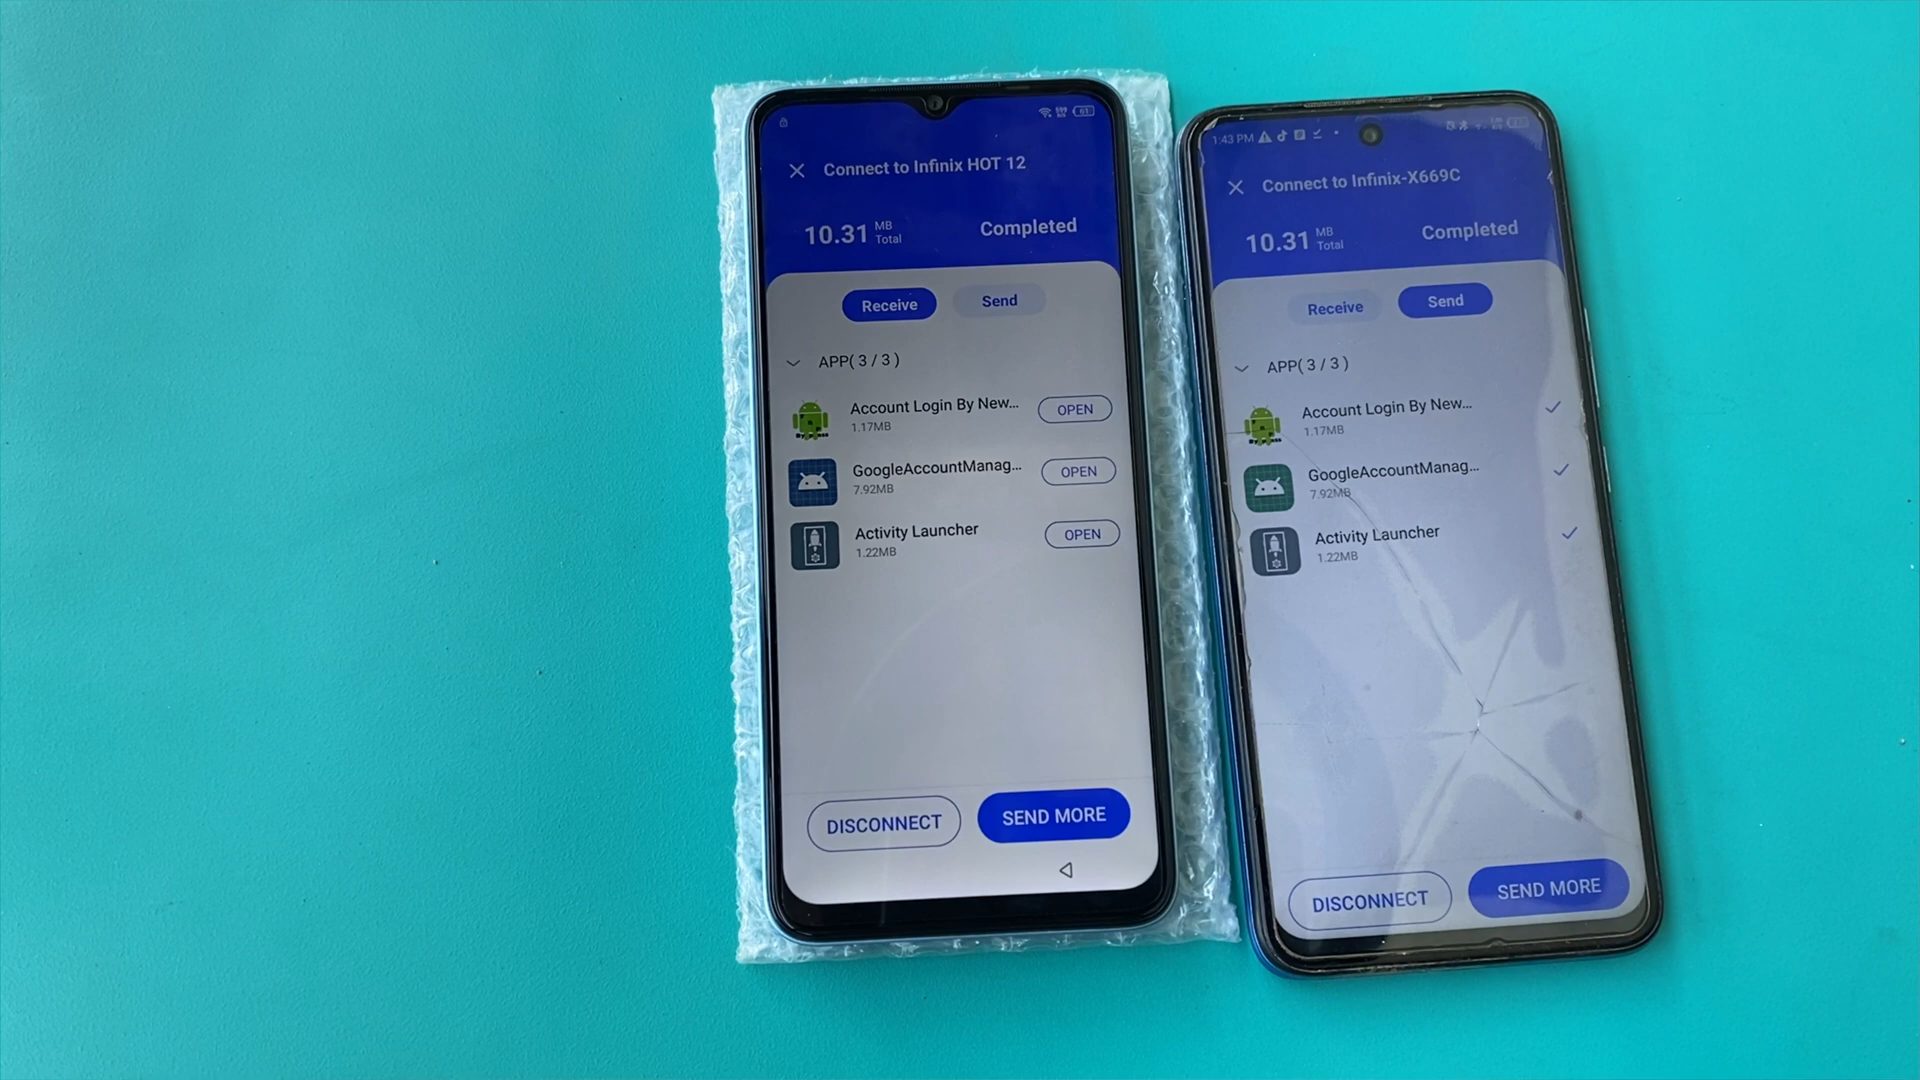 Connect to Infinix HOT 12
10.31 MB Total
Completed
Receive
Send
APP( 3 / 3 )
Account Login By New...
1.17MB
OPEN
GoogleAccountManag...
7.92MB
OPEN
Activity Launcher
1.22MB
OPEN
DISCONNECT
SEND MORE
1:43 PM
Connect to Infinix-X669C
10.31 MB Total
Completed
Receive
Send
APP( 3 / 3 )
Account Login By New...
1.17MB
GoogleAccountManag...
7.92MB
Activity Launcher
1.22MB
DISCONNECT
SEND MORE